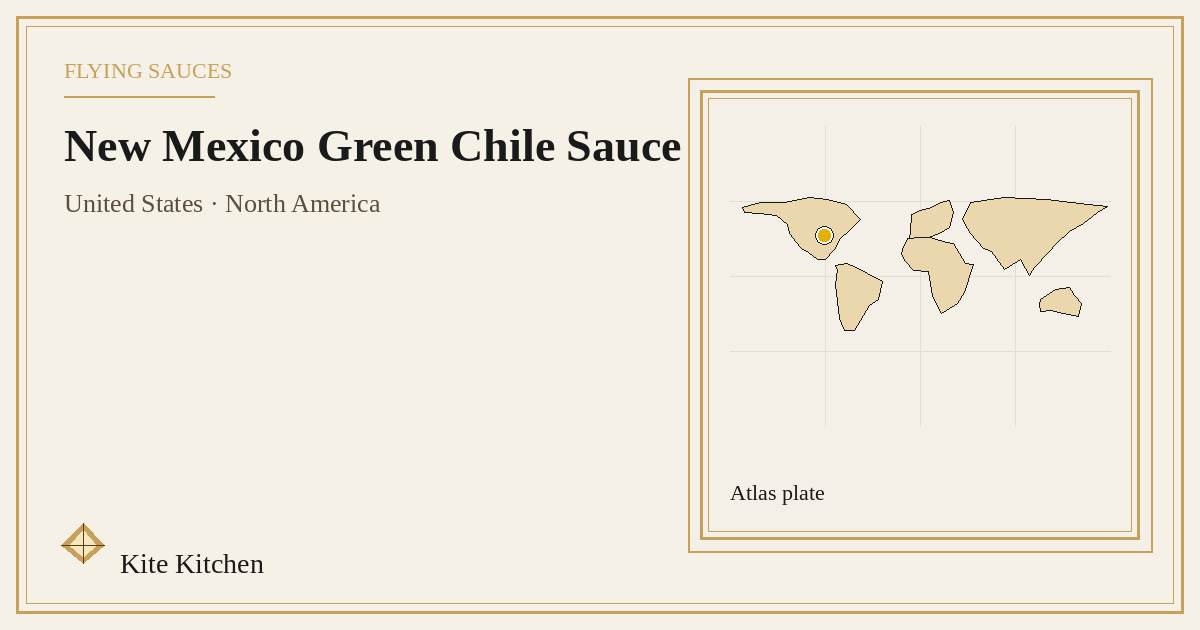 FLYING SAUCES
New Mexico Green Chile Sauce
United States · North America
Atlas plate
Kite Kitchen